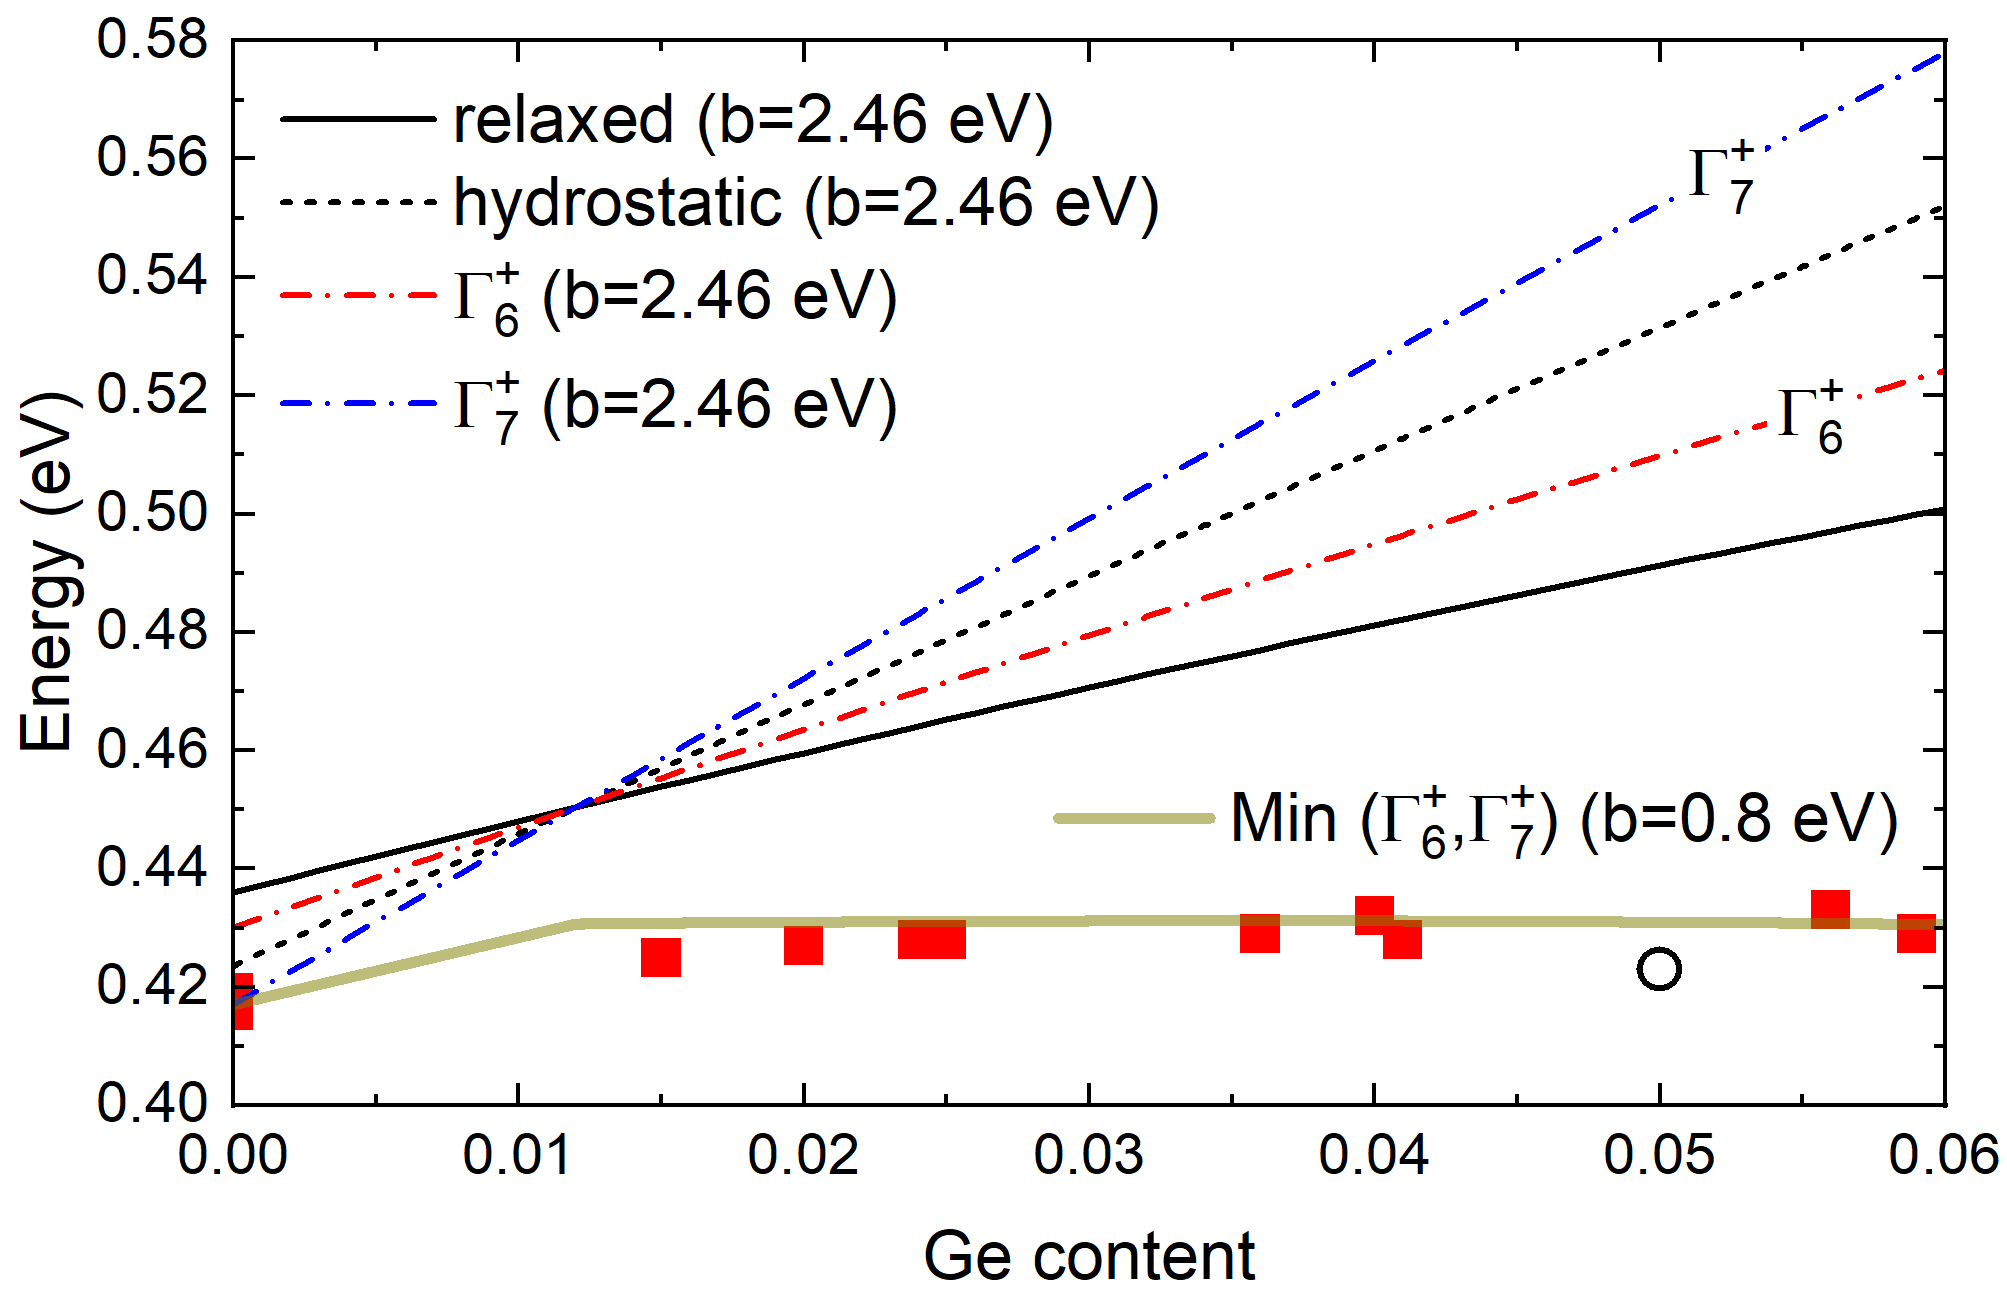 0.58
0.56
0.54
0.52
0.50
0.48
0.46
0.44
0.42
0.40
Energy (eV)
relaxed (b=2.46 eV)
hydrostatic (b=2.46 eV)
Γ₆⁺ (b=2.46 eV)
Γ₇⁺ (b=2.46 eV)
Γ₇⁺
Γ₆⁺
Min (Γ₆⁺,Γ₇⁺) (b=0.8 eV)
0.00 0.01 0.02 0.03 0.04 0.05 0.06
Ge content